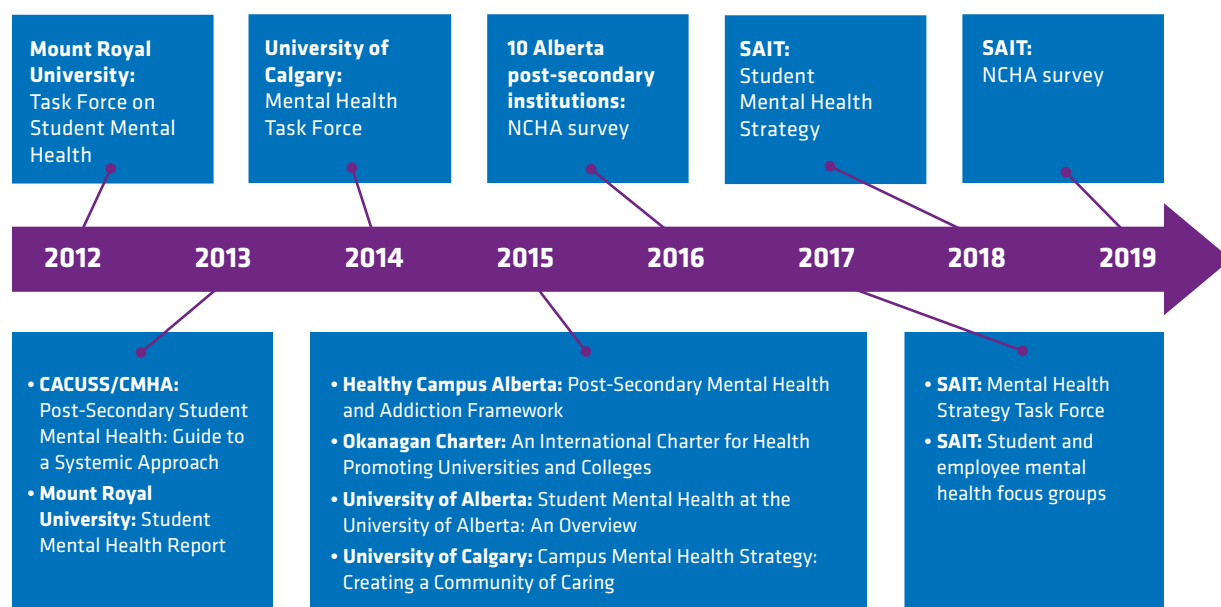 Mount Royal
University:
Task Force on
Student Mental
Health
University of
Calgary:
Mental Health
Task Force
10 Alberta
post-secondary
institutions:
NCHA survey
SAIT:
Student
Mental Health
Strategy
SAIT:
NCHA survey
2012 2013 2014 2015 2016 2017 2018 2019
• CACUSS/CMHA:
Post-Secondary Student
Mental Health: Guide to
a Systemic Approach
• Mount Royal
University: Student
Mental Health Report
• Healthy Campus Alberta: Post-Secondary Mental Health
and Addiction Framework
• Okanagan Charter: An International Charter for Health
Promoting Universities and Colleges
• University of Alberta: Student Mental Health at the
University of Alberta: An Overview
• University of Calgary: Campus Mental Health Strategy:
Creating a Community of Caring
• SAIT: Mental Health
Strategy Task Force
• SAIT: Student and
employee mental
health focus groups